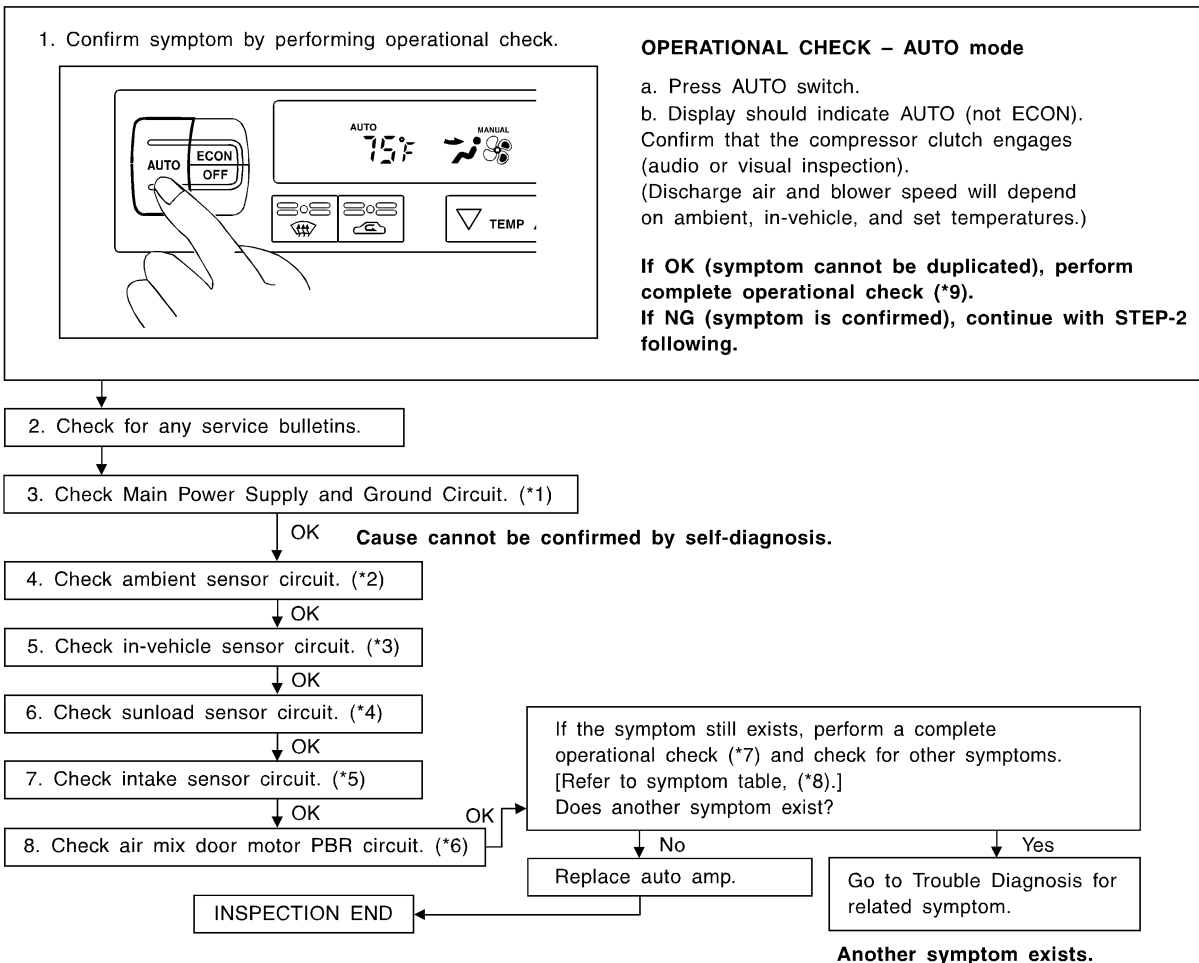 1. Confirm symptom by performing operational check.
AUTO
ECON
OFF
AUTO
75°F
MANUAL
TEMP
OPERATIONAL CHECK – AUTO mode
a. Press AUTO switch.
b. Display should indicate AUTO (not ECON).
Confirm that the compressor clutch engages
(audio or visual inspection).
(Discharge air and blower speed will depend
on ambient, in-vehicle, and set temperatures.)
If OK (symptom cannot be duplicated), perform
complete operational check (*9).
If NG (symptom is confirmed), continue with STEP-2
following.
2. Check for any service bulletins.
3. Check Main Power Supply and Ground Circuit. (*1)
OK
Cause cannot be confirmed by self-diagnosis.
4. Check ambient sensor circuit. (*2)
OK
5. Check in-vehicle sensor circuit. (*3)
OK
6. Check sunload sensor circuit. (*4)
OK
7. Check intake sensor circuit. (*5)
OK
8. Check air mix door motor PBR circuit. (*6)
OK
If the symptom still exists, perform a complete
operational check (*7) and check for other symptoms.
[Refer to symptom table, (*8).]
Does another symptom exist?
No
Yes
Replace auto amp.
Go to Trouble Diagnosis for
related symptom.
INSPECTION END
Another symptom exists.